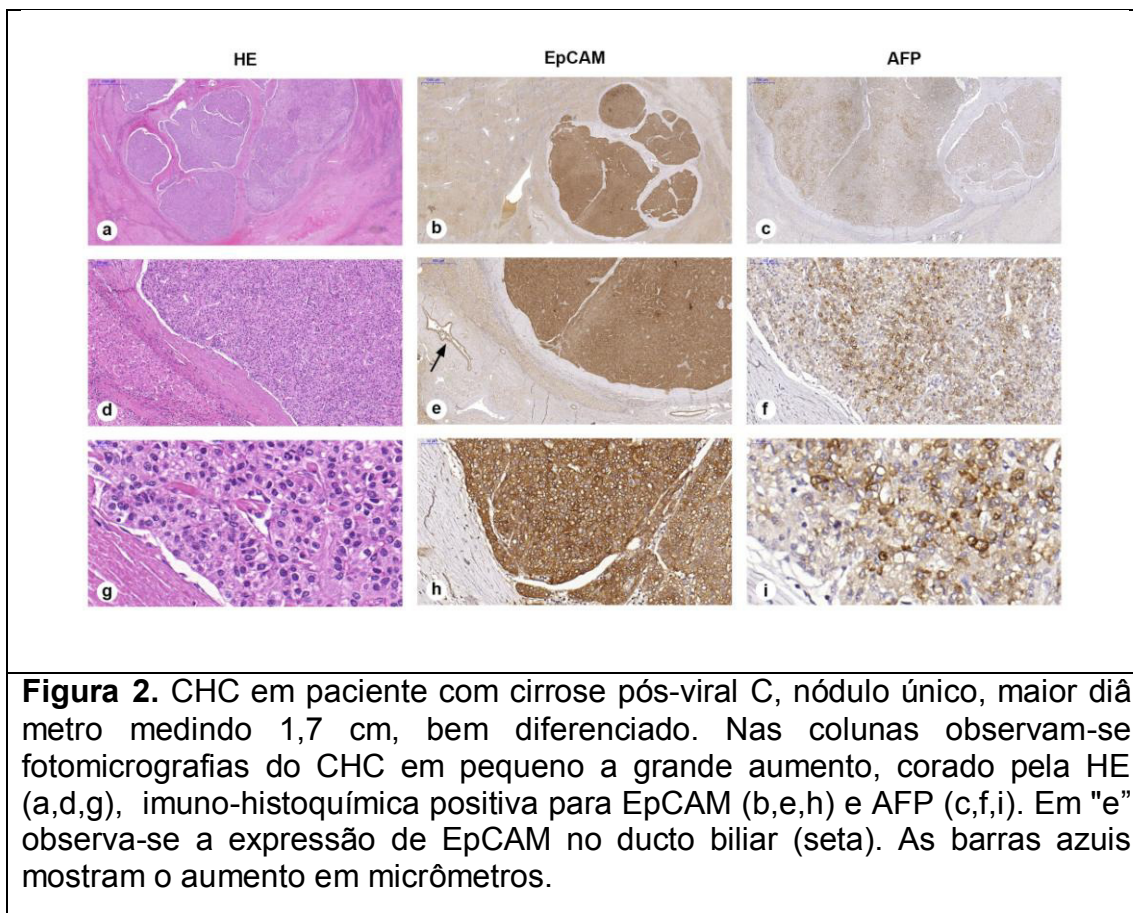 HE EpCAM AFP
a b c
d e f
g h i
Figura 2. CHC em paciente com cirrose pós-viral C, nódulo único, maior diâ
metro medindo 1,7 cm, bem diferenciado. Nas colunas observam-se
fotomicrografias do CHC em pequeno a grande aumento, corado pela HE
(a,d,g), imuno-histoquímica positiva para EpCAM (b,e,h) e AFP (c,f,i). Em "e”
observa-se a expressão de EpCAM no ducto biliar (seta). As barras azuis
mostram o aumento em micrômetros.